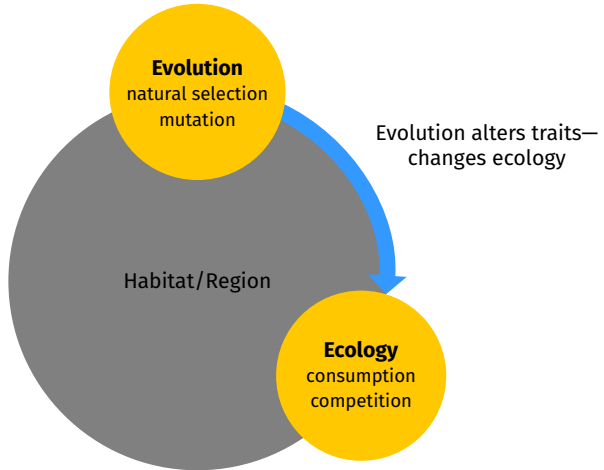 Evolution
natural selection
mutation
Evolution alters traits—
changes ecology
Habitat/Region
Ecology
consumption
competition